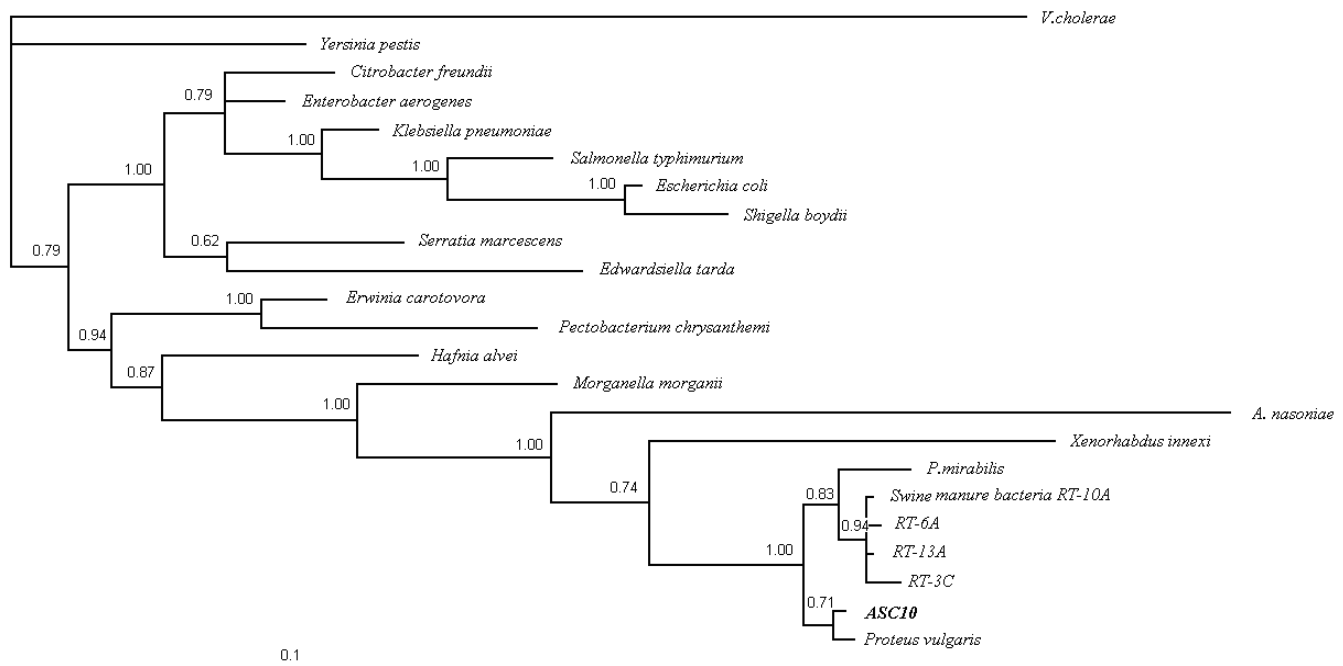 V.cholerae
Yersinia pestis
Citrobacter freundii
0.79
Enterobacter aerogenes
Klebsiella pneumoniae
1.00
Salmonella typhimurium
1.00
1.00
Escherichia coli
1.00
Shigella boydii
Serratia marcescens
0.62
0.79
Edwardsiella tarda
Erwinia carotovora
1.00
Pectobacterium chrysanthemi
0.94
Hafnia alvei
0.87
Morganella morganii
1.00
A. nasoniae
Xenorhabdus innexi
1.00
P.mirabilis
0.74
0.83
Swine manure bacteria RT-10A
RT-6A
0.94
1.00
RT-13A
RT-3C
0.71
ASC10
Proteus vulgaris
0.1